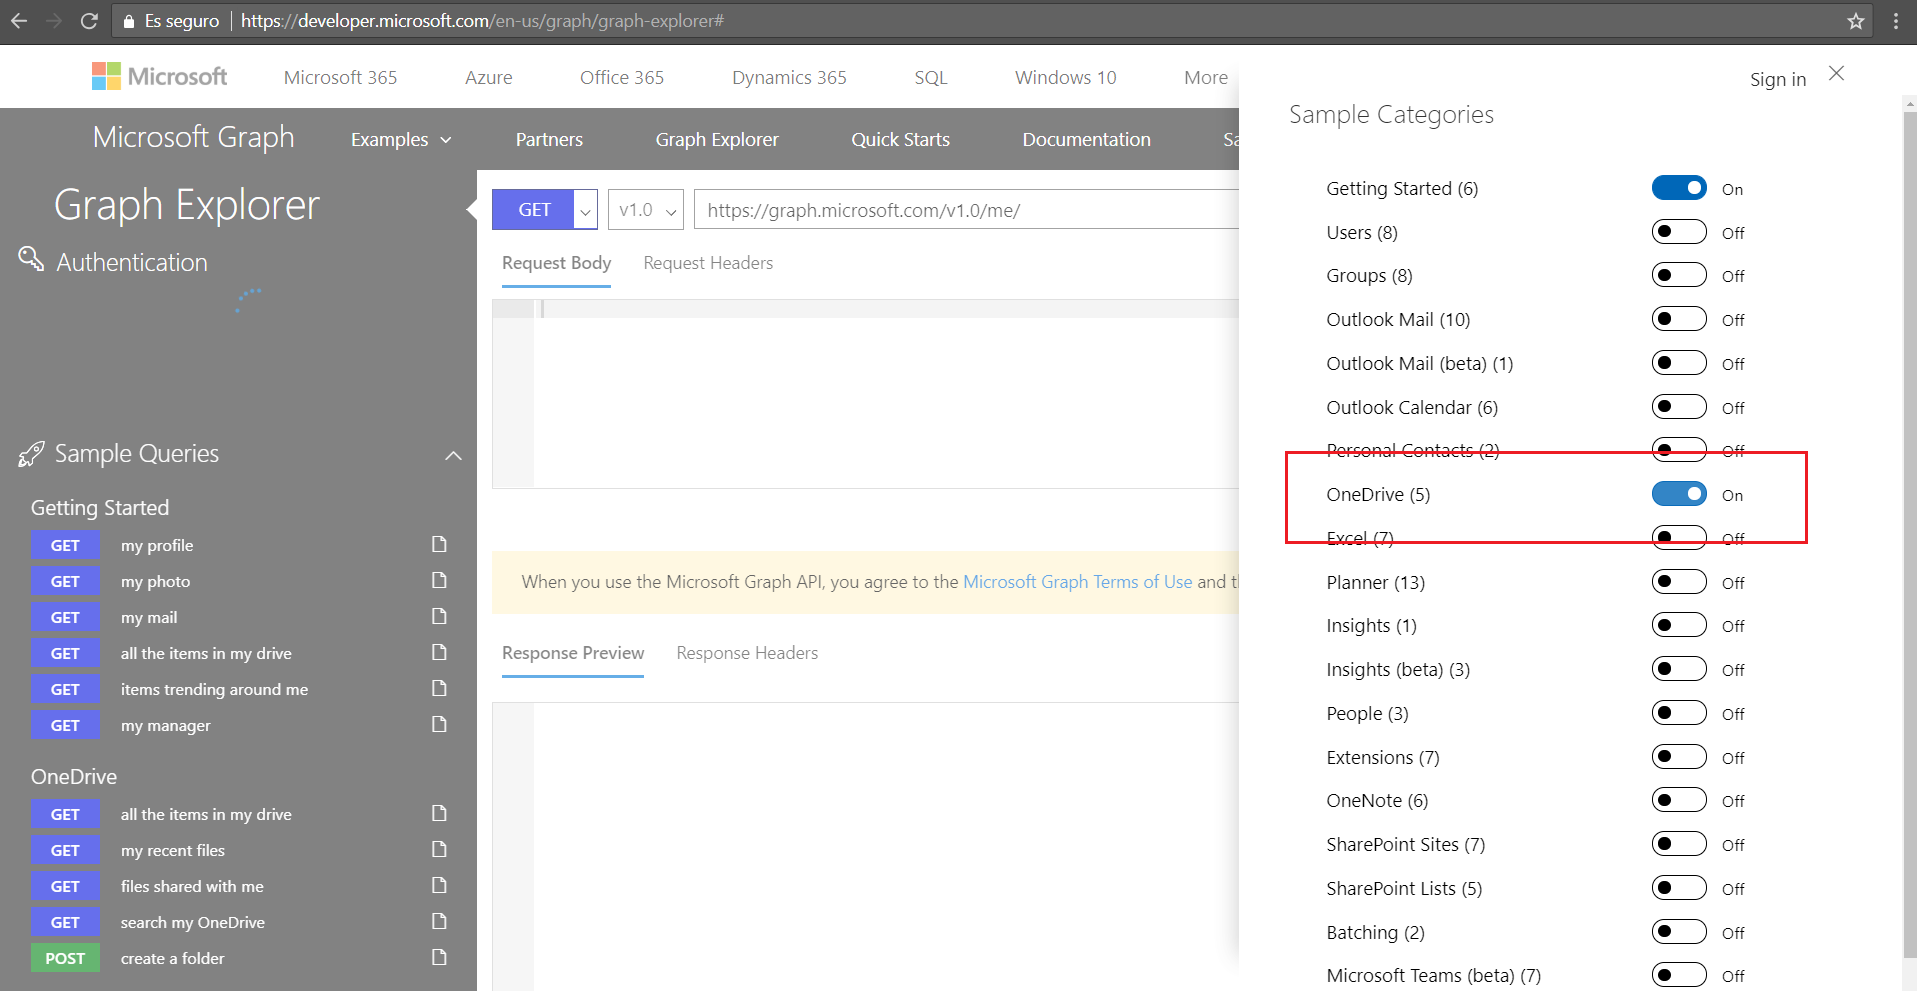 Es seguro https://developer.microsoft.com/en-us/graph/graph-explorer#
Microsoft Microsoft 365 Azure Office 365 Dynamics 365 SQL Windows 10 More
Sign in
Microsoft Graph Examples Partners Graph Explorer Quick Starts Documentation Sa
Graph Explorer
Authentication
Sample Queries
Getting Started
GET my profile
GET my photo
GET my mail
GET all the items in my drive
GET items trending around me
GET my manager
OneDrive
GET all the items in my drive
GET my recent files
GET files shared with me
GET search my OneDrive
POST create a folder
GET v1.0 https://graph.microsoft.com/v1.0/me/
Request Body Request Headers
When you use the Microsoft Graph API, you agree to the Microsoft Graph Terms of Use and th
Response Preview Response Headers
Sample Categories
Getting Started (6) On
Users (8) Off
Groups (8) Off
Outlook Mail (10) Off
Outlook Mail (beta) (1) Off
Outlook Calendar (6) Off
Personal Contacts (2) Off
OneDrive (5) On
Excel (7) Off
Planner (13) Off
Insights (1) Off
Insights (beta) (3) Off
People (3) Off
Extensions (7) Off
OneNote (6) Off
SharePoint Sites (7) Off
SharePoint Lists (5) Off
Batching (2) Off
Microsoft Teams (beta) (7) Off